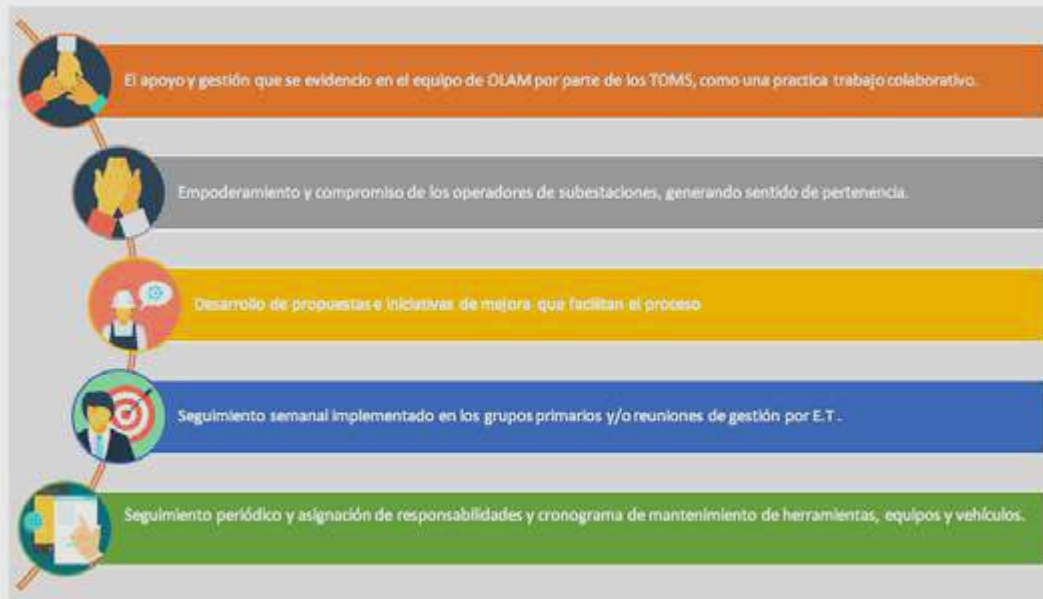 El apoyo y gestión que se evidencio en el equipo de OLAM por parte de los TOMS, como una practica trabajo colaborativo.
Empoderamiento y compromiso de los operadores de subestaciones, generando sentido de pertenencia.
Desarrollo de propuestas e iniciativas de mejora que facilitan el proceso
Seguimiento semanal implementado en los grupos primarios y/o reuniones de gestión por E.T .
Seguimiento periódico y asignación de responsabilidades y cronograma de mantenimiento de herramientas, equipos y vehículos.